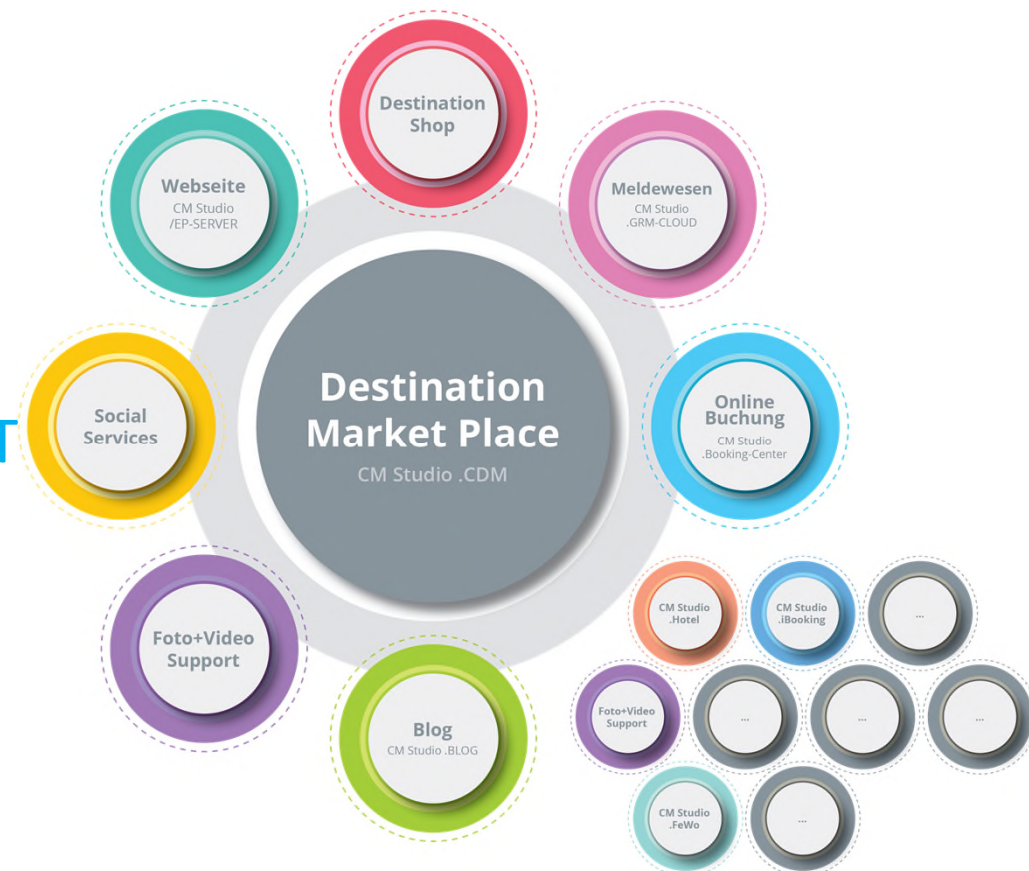 Destination
Shop
Webseite
CM Studio
/EP-SERVER
Meldewesen
CM Studio
.GRM-CLOUD
Destination
Market Place
CM Studio .CDM
Online
Buchung
CM Studio
.Booking-Center
T
Social
Services
Foto+Video
Support
Blog
CM Studio .BLOG
CM Studio
.Hotel
CM Studio
.iBooking
...
Foto+Video
Support
...
...
...
CM Studio
.FeWo
...